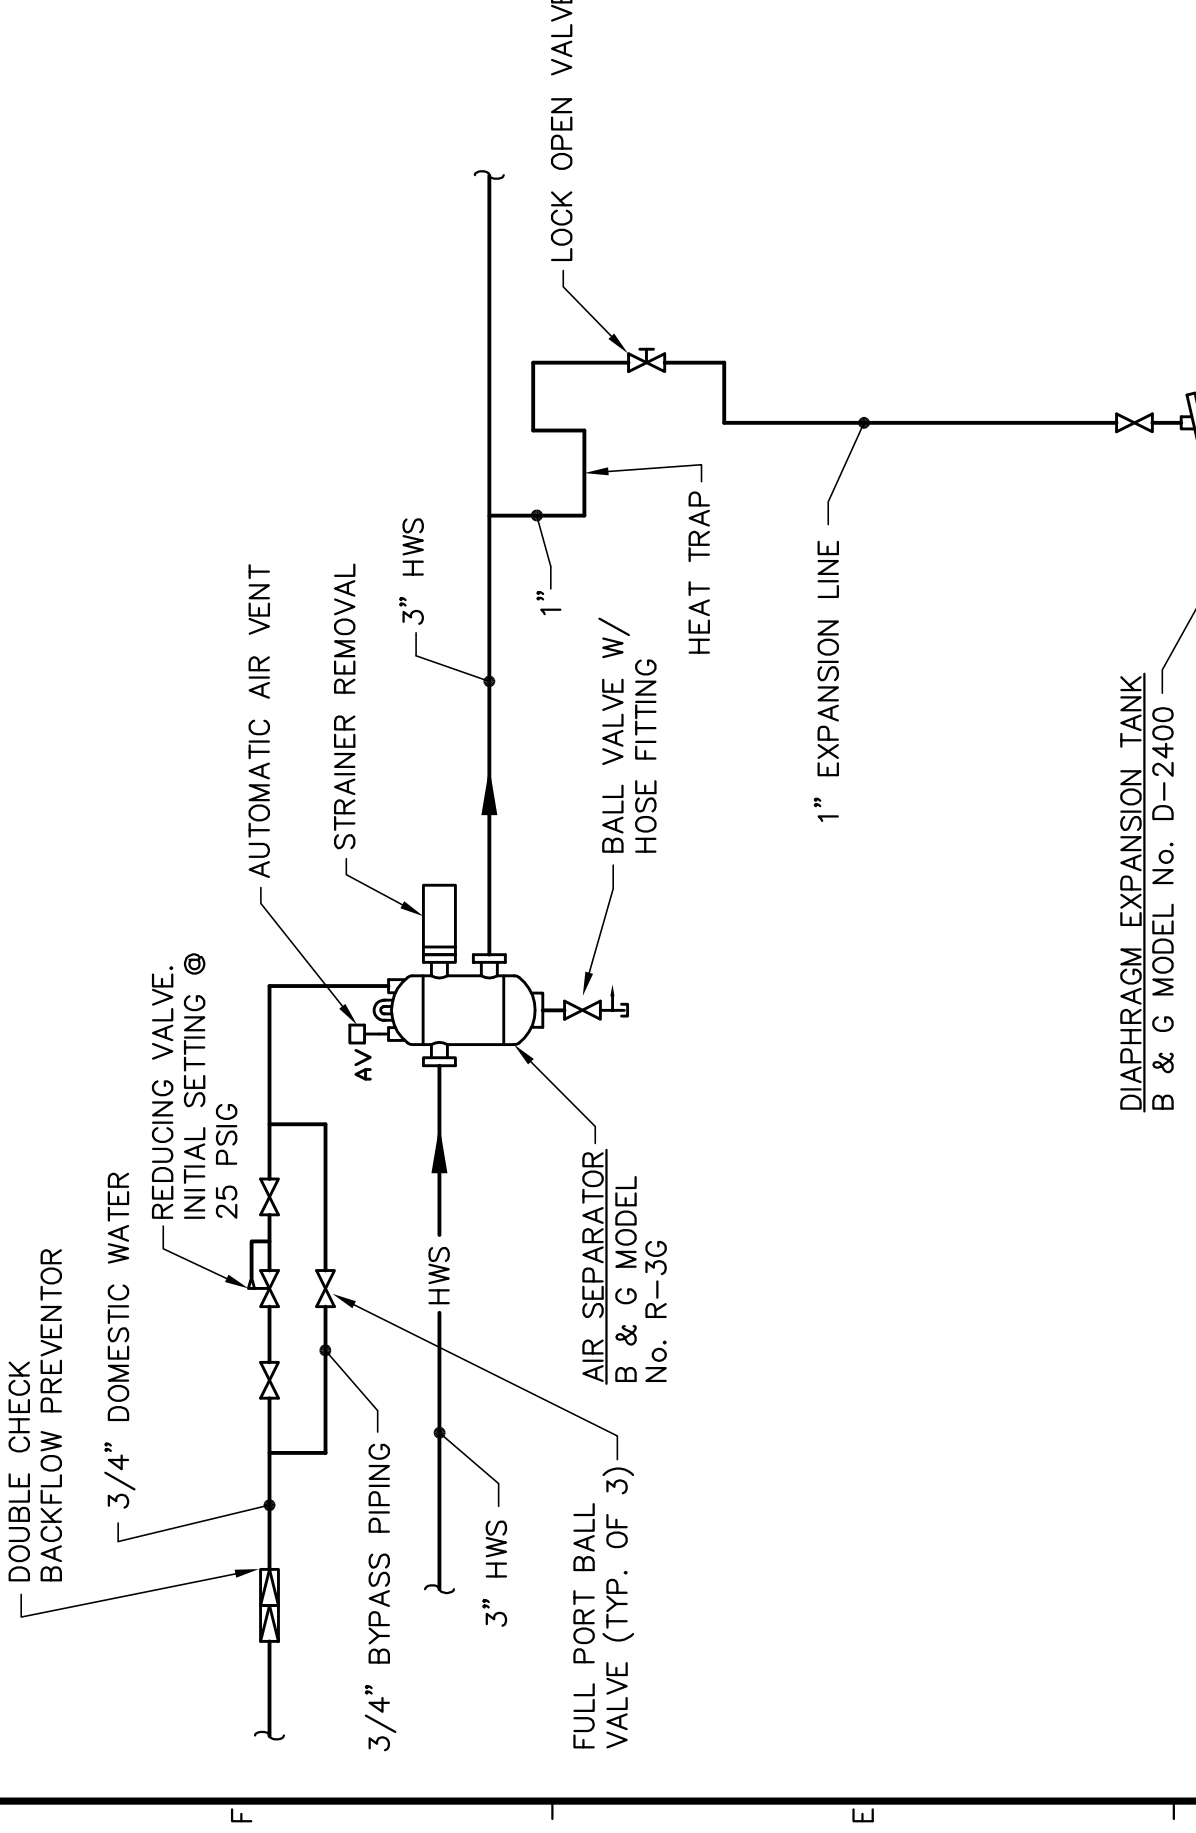 DOUBLE CHECK
BACKFLOW PREVENTOR
3/4" DOMESTIC WATER
REDUCING VALVE.
INITIAL SETTING @
25 PSIG
AUTOMATIC AIR VENT
STRAINER REMOVAL
AV
3" HWS
LOCK OPEN VALVE
1"
HEAT TRAP
BALL VALVE W/
HOSE FITTING
HWS
3/4" BYPASS PIPING
3" HWS
AIR SEPARATOR
B & G MODEL
No. R-3G
FULL PORT BALL
VALVE (TYP. OF 3)
1" EXPANSION LINE
DIAPHRAGM EXPANSION TANK
B & G MODEL No. D-2400
F
E